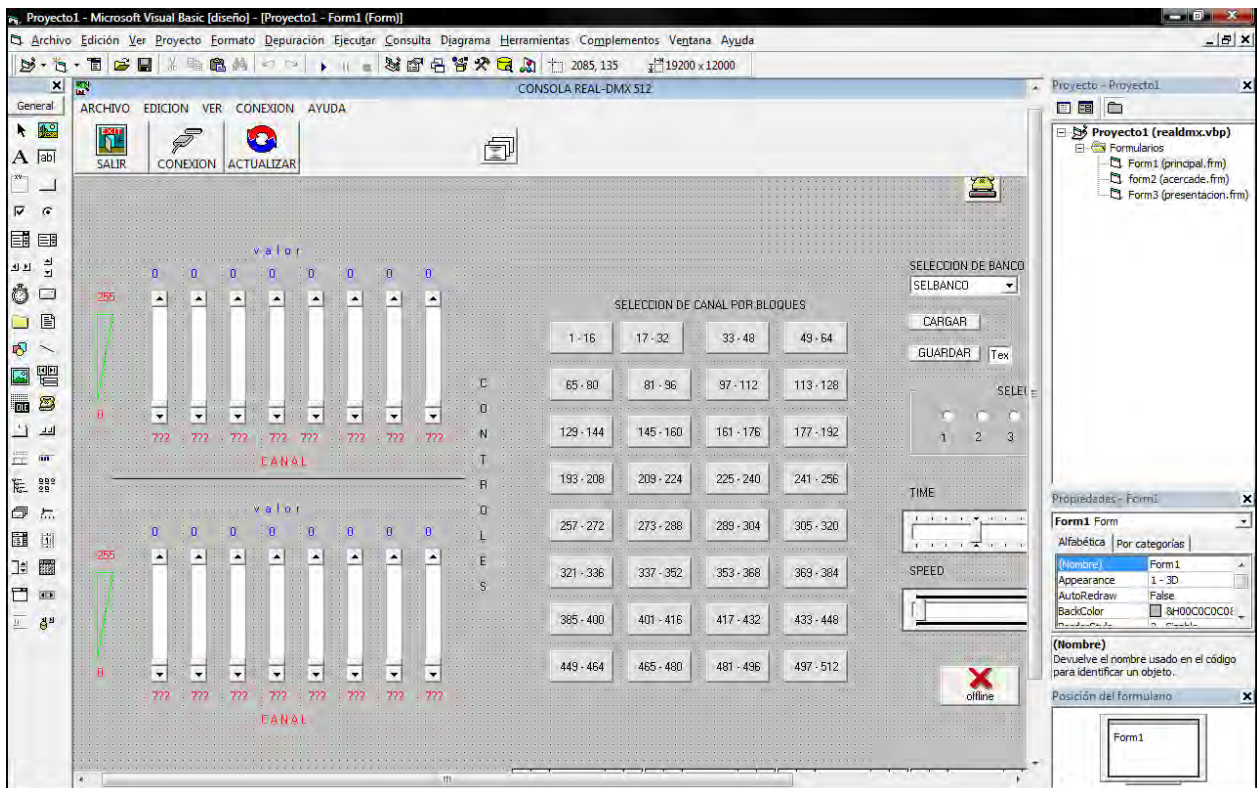 Proyecto1 - Microsoft Visual Basic [diseño] - [Proyecto1 - Form1 (Form)]
Archivo Edición Ver Proyecto Formato Depuración Ejecutar Consulta Diagrama Herramientas Complementos Ventana Ayuda
2085, 135 19200 x 12000
General
CONSOLA REAL-DMX 512
ARCHIVO EDICION VER CONEXION AYUDA
EXIT
SALIR CONEXION ACTUALIZAR
valor
0 0 0 0 0 0 0 0
255
0
??? ??? ??? ??? ??? ??? ??? ???
CANAL
valor
0 0 0 0 0 0 0 0
255
0
??? ??? ??? ??? ??? ??? ??? ???
CANAL
C
O
N
T
R
O
L
E
S
SELECCION DE CANAL POR BLOQUES
1 - 16 17 - 32 33 - 48 49 - 64
65 - 80 81 - 96 97 - 112 113 - 128
129 - 144 145 - 160 161 - 176 177 - 192
193 - 208 209 - 224 225 - 240 241 - 256
257 - 272 273 - 288 289 - 304 305 - 320
321 - 336 337 - 352 353 - 368 369 - 384
385 - 400 401 - 416 417 - 432 433 - 448
449 - 464 465 - 480 481 - 496 497 - 512
SELECCION DE BANCO
SELBANCO
CARGAR
GUARDAR Tex
SELE
1 2 3
TIME
SPEED
offline
Proyecto - Proyecto1
Proyecto1 (realdmx.vbp)
Formularios
Form1 (principal.frm)
form2 (acercade.frm)
Form3 (presentacion.frm)
Propiedades - Form1
Form1 Form
Alfabética Por categorías
(Nombre) Form1
Appearance 1 - 3D
AutoRedraw False
BackColor &H00C0C0C0&
(Nombre)
Devuelve el nombre usado en el código
para identificar un objeto.
Posición del formulario
Form1